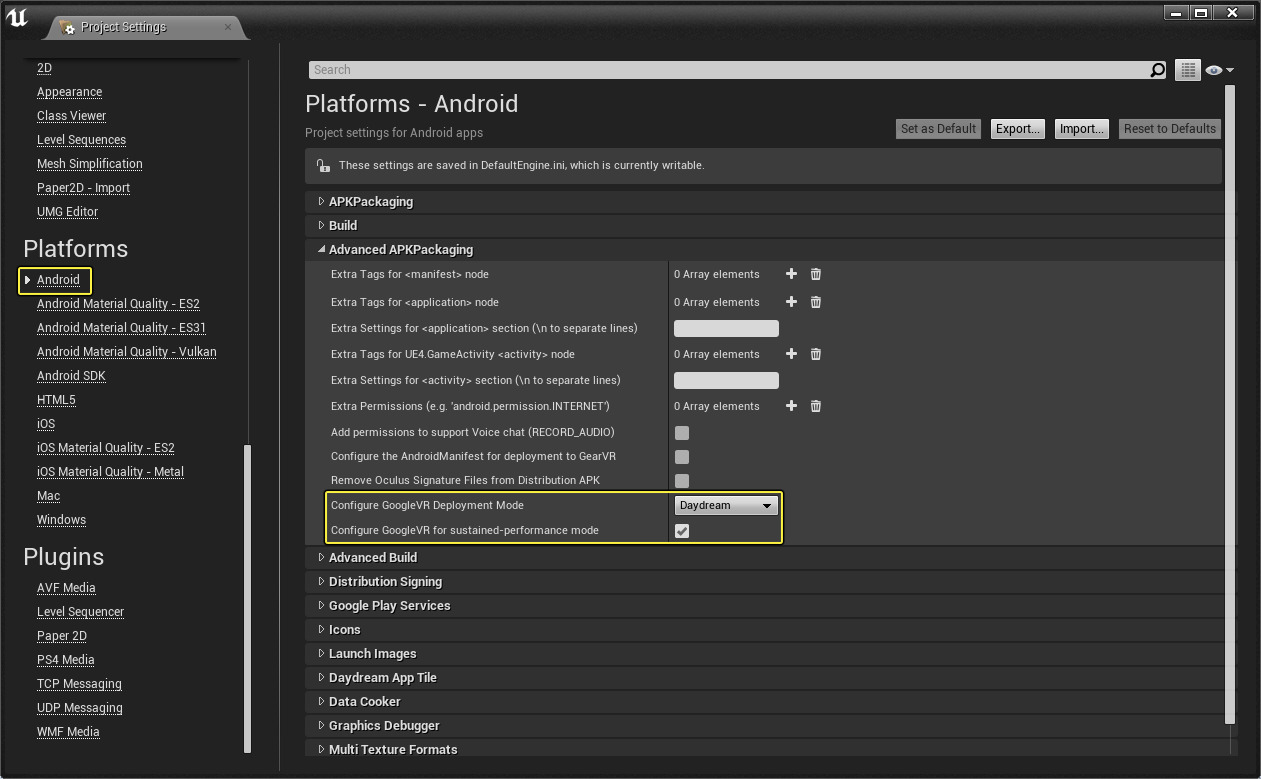 Project Settings
2D
Appearance
Class Viewer
Level Sequences
Mesh Simplification
Paper2D - Import
UMG Editor
Platforms
Android
Android Material Quality - ES2
Android Material Quality - ES31
Android Material Quality - Vulkan
Android SDK
HTML5
iOS
iOS Material Quality - ES2
iOS Material Quality - Metal
Mac
Windows
Plugins
AVF Media
Level Sequencer
Paper 2D
PS4 Media
TCP Messaging
UDP Messaging
WMF Media
Search
Platforms - Android
Project settings for Android apps
Set as Default Export... Import... Reset to Defaults
These settings are saved in DefaultEngine.ini, which is currently writable.
APKPackaging
Build
Advanced APKPackaging
Extra Tags for <manifest> node 0 Array elements
Extra Tags for <application> node 0 Array elements
Extra Settings for <application> section (\n to separate lines)
Extra Tags for UE4.GameActivity <activity> node 0 Array elements
Extra Settings for <activity> section (\n to separate lines)
Extra Permissions (e.g. 'android.permission.INTERNET') 0 Array elements
Add permissions to support Voice chat (RECORD_AUDIO)
Configure the AndroidManifest for deployment to GearVR
Remove Oculus Signature Files from Distribution APK
Configure GoogleVR Deployment Mode Daydream
Configure GoogleVR for sustained-performance mode
Advanced Build
Distribution Signing
Google Play Services
Icons
Launch Images
Daydream App Tile
Data Cooker
Graphics Debugger
Multi Texture Formats